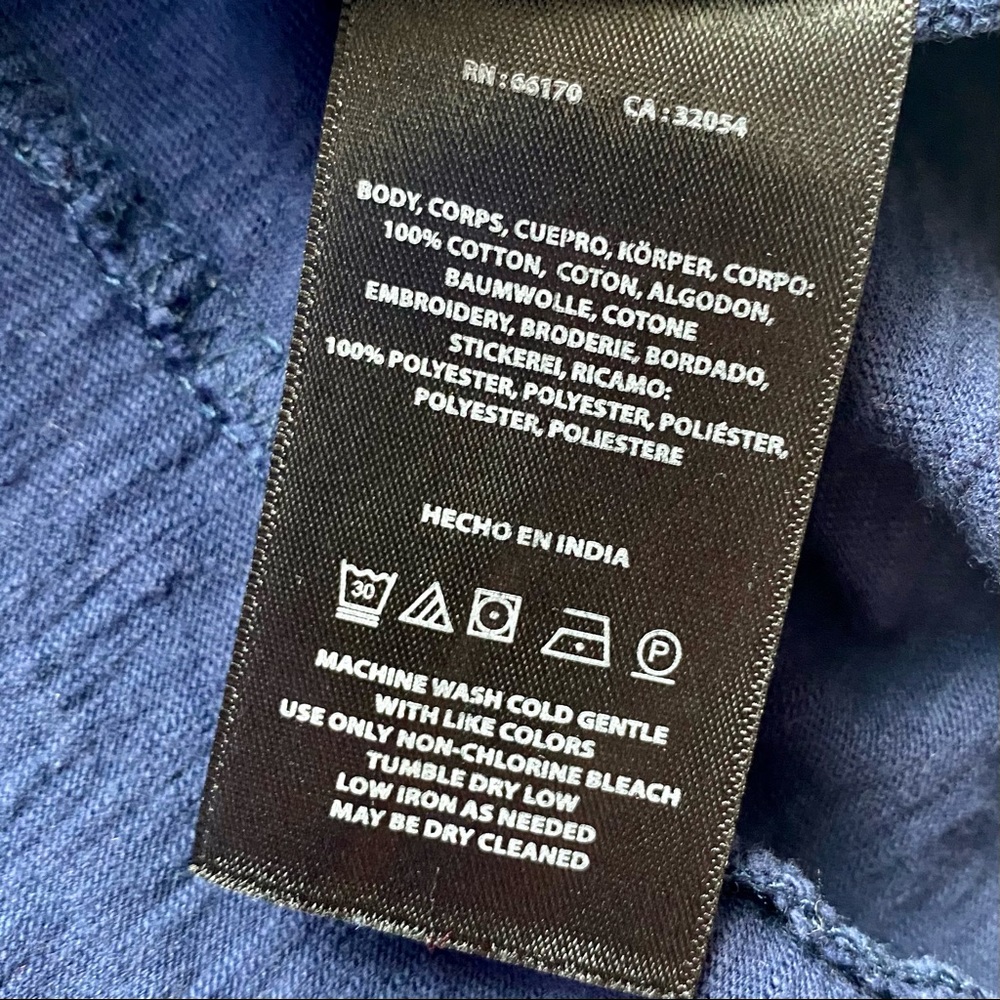 RN : 66170 CA : 32054
BODY, CORPS, CUEPRO, KÖRPER, CORPO:
100% COTTON, COTON, ALGODON,
BAUMWOLLE, COTONE
EMBROIDERY, BRODERIE, BORDADO,
STICKEREI, RICAMO:
100% POLYESTER, POLYESTER, POLIÉSTER,
POLYESTER, POLIESTERE
HECHO EN INDIA
30 P
MACHINE WASH COLD GENTLE
WITH LIKE COLORS
USE ONLY NON-CHLORINE BLEACH
TUMBLE DRY LOW
LOW IRON AS NEEDED
MAY BE DRY CLEANED